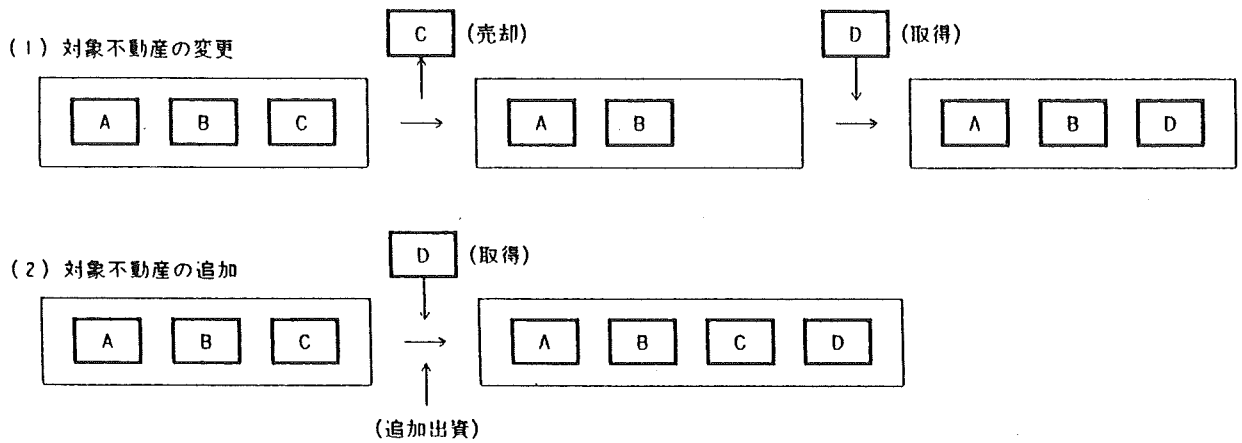 (1) 対象不動産の変更
C (売却)
D (取得)
A B C
A B
A B D
(2) 対象不動産の追加
D (取得)
A B C
A B C D
(追加出資)